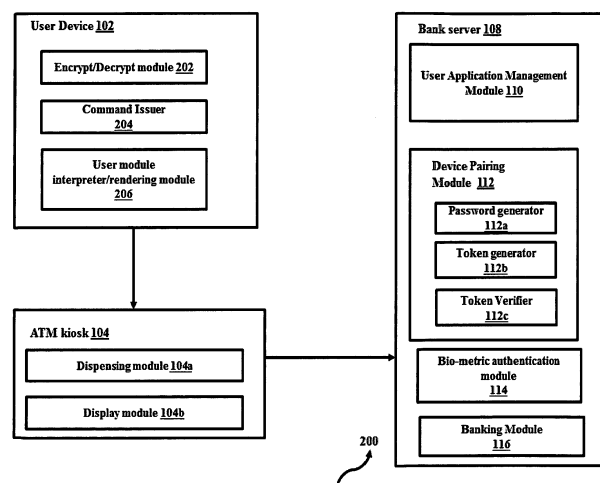 User Device 102
Encrypt/Decrypt module 202
Command Issuer
204
User module
interpreter/rendering module
206
ATM kiosk 104
Dispensing module 104a
Display module 104b
Bank server 108
User Application Management
Module 110
Device Pairing
Module 112
Password generator
112a
Token generator
112b
Token Verifier
112c
Bio-metric authentication
module
114
Banking Module
116
200